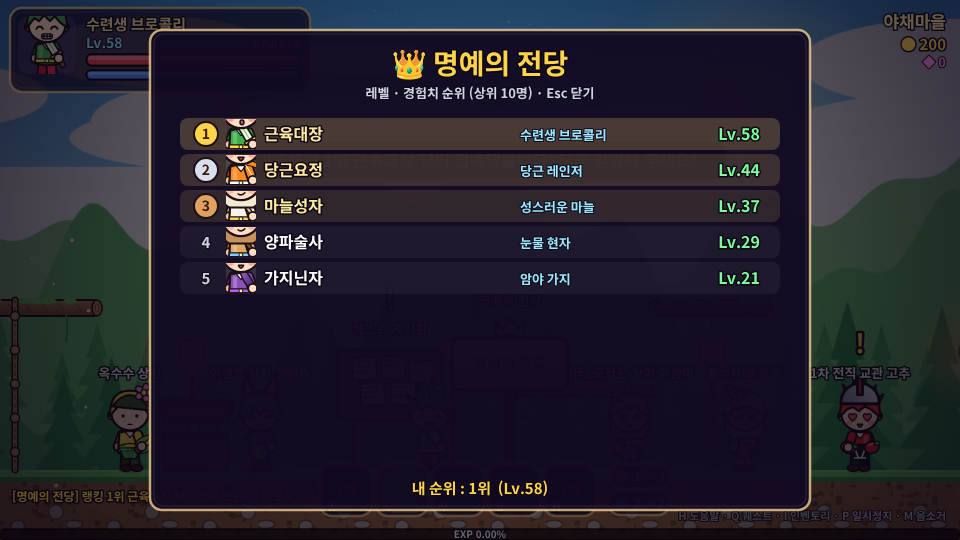 수련생 브로콜리
Lv.58
야채마을
200
0
명예의 전당
레벨 · 경험치 순위 (상위 10명) · Esc 닫기
1 근육대장 수련생 브로콜리 Lv.58
2 당근요정 당근 레인저 Lv.44
3 마늘성자 성스러운 마늘 Lv.37
4 양파술사 눈물 현자 Lv.29
5 가지닌자 암야 가지 Lv.21
!
옥수수 상
1차 전직 교관 고추
내 순위 : 1위 (Lv.58)
[명예의 전당] 랭킹 1위 근육
H 도움말 · Q 퀘스트 · I 인벤토리 · P 일시정지 · M 음소거
EXP 0.00%